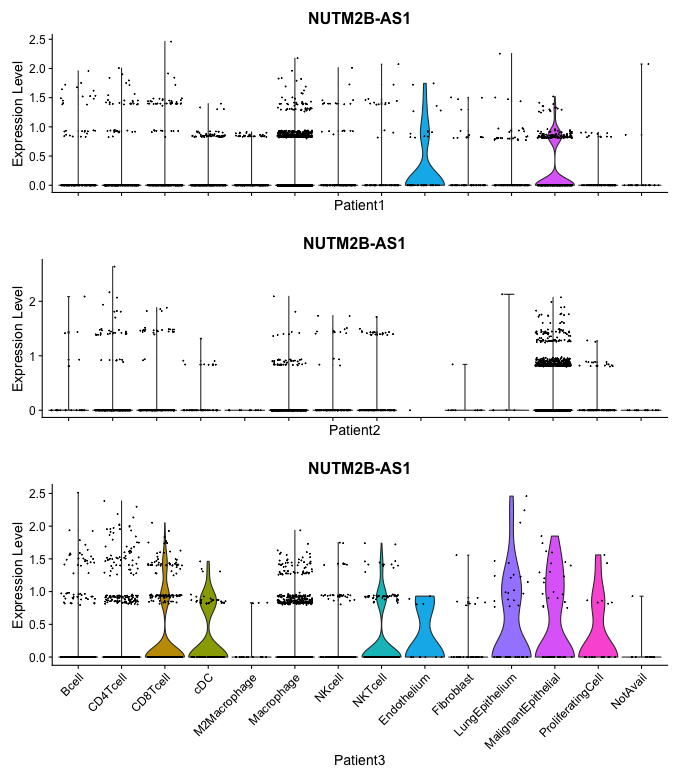 NUTM2B-AS1
Expression Level
2.5
2.0
1.5
1.0
0.5
0.0
Patient1
NUTM2B-AS1
Expression Level
2
1
0
Patient2
NUTM2B-AS1
Expression Level
2.5
2.0
1.5
1.0
0.5
0.0
Bcell
CD4Tcell
CD8Tcell
cDC
M2Macrophage
Macrophage
NKcell
NKTcell
Endothelium
Fibroblast
LungEpithelium
MalignantEpithelial
ProliferatingCell
NotAvail
Patient3